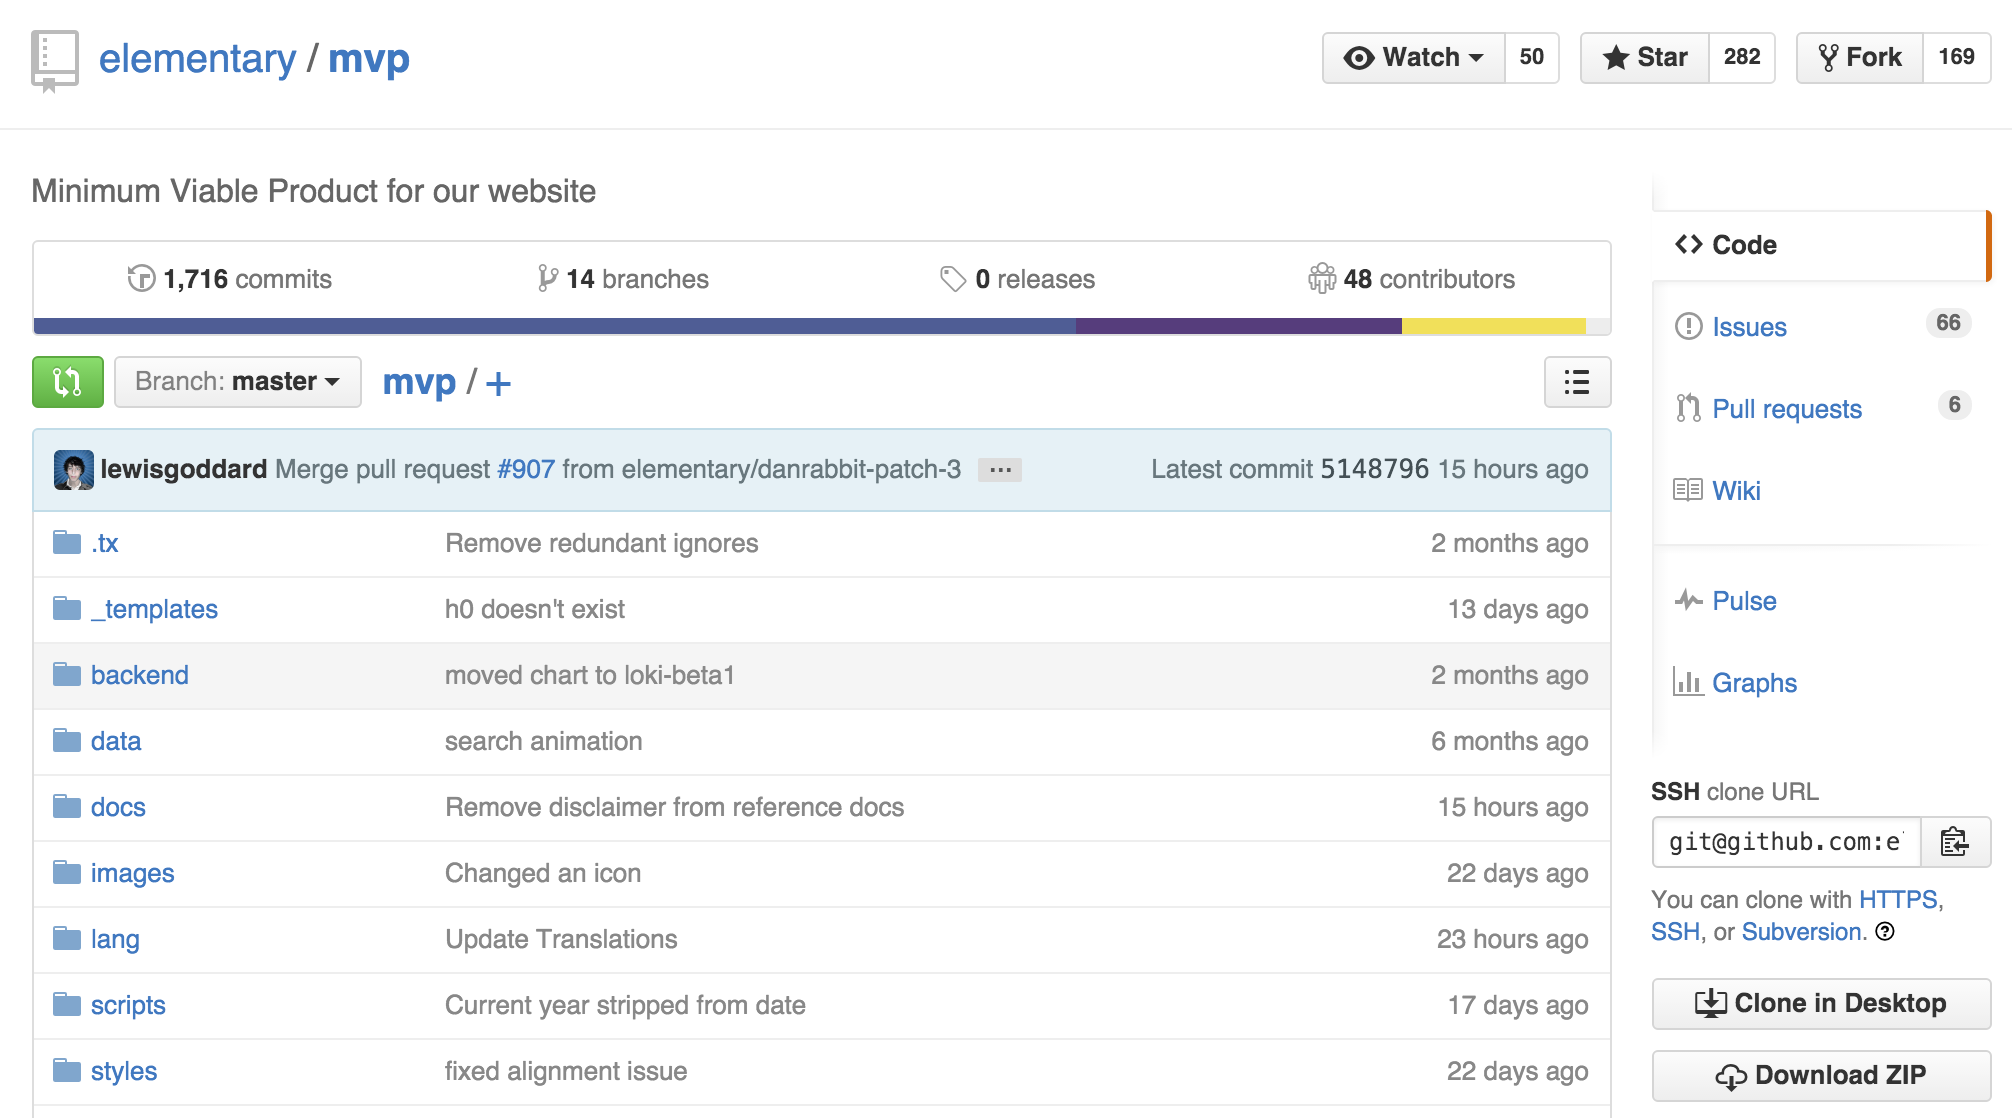 elementary / mvp
Watch 50
Star 282
Fork 169
Minimum Viable Product for our website
1,716 commits
14 branches
0 releases
48 contributors
Branch: master
mvp / +
lewisgoddard Merge pull request #907 from elementary/danrabbit-patch-3 ... Latest commit 5148796 15 hours ago
.tx Remove redundant ignores 2 months ago
_templates h0 doesn't exist 13 days ago
backend moved chart to loki-beta1 2 months ago
data search animation 6 months ago
docs Remove disclaimer from reference docs 15 hours ago
images Changed an icon 22 days ago
lang Update Translations 23 hours ago
scripts Current year stripped from date 17 days ago
styles fixed alignment issue 22 days ago
Code
Issues 66
Pull requests 6
Wiki
Pulse
Graphs
SSH clone URL
git@github.com:e
You can clone with HTTPS,
SSH, or Subversion.
Clone in Desktop
Download ZIP